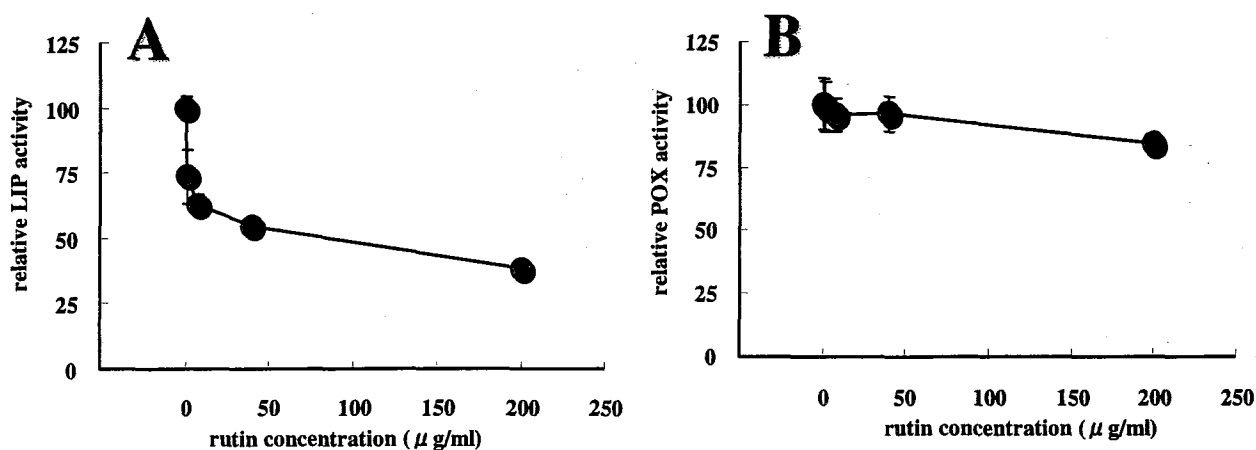 A
125
100
75
50
25
0
relative LIP activity
0 50 100 150 200 250
rutin concentration ( μ g/ml)
B
125
100
75
50
25
0
relative POX activity
0 50 100 150 200 250
rutin concentration ( μ g/ml)